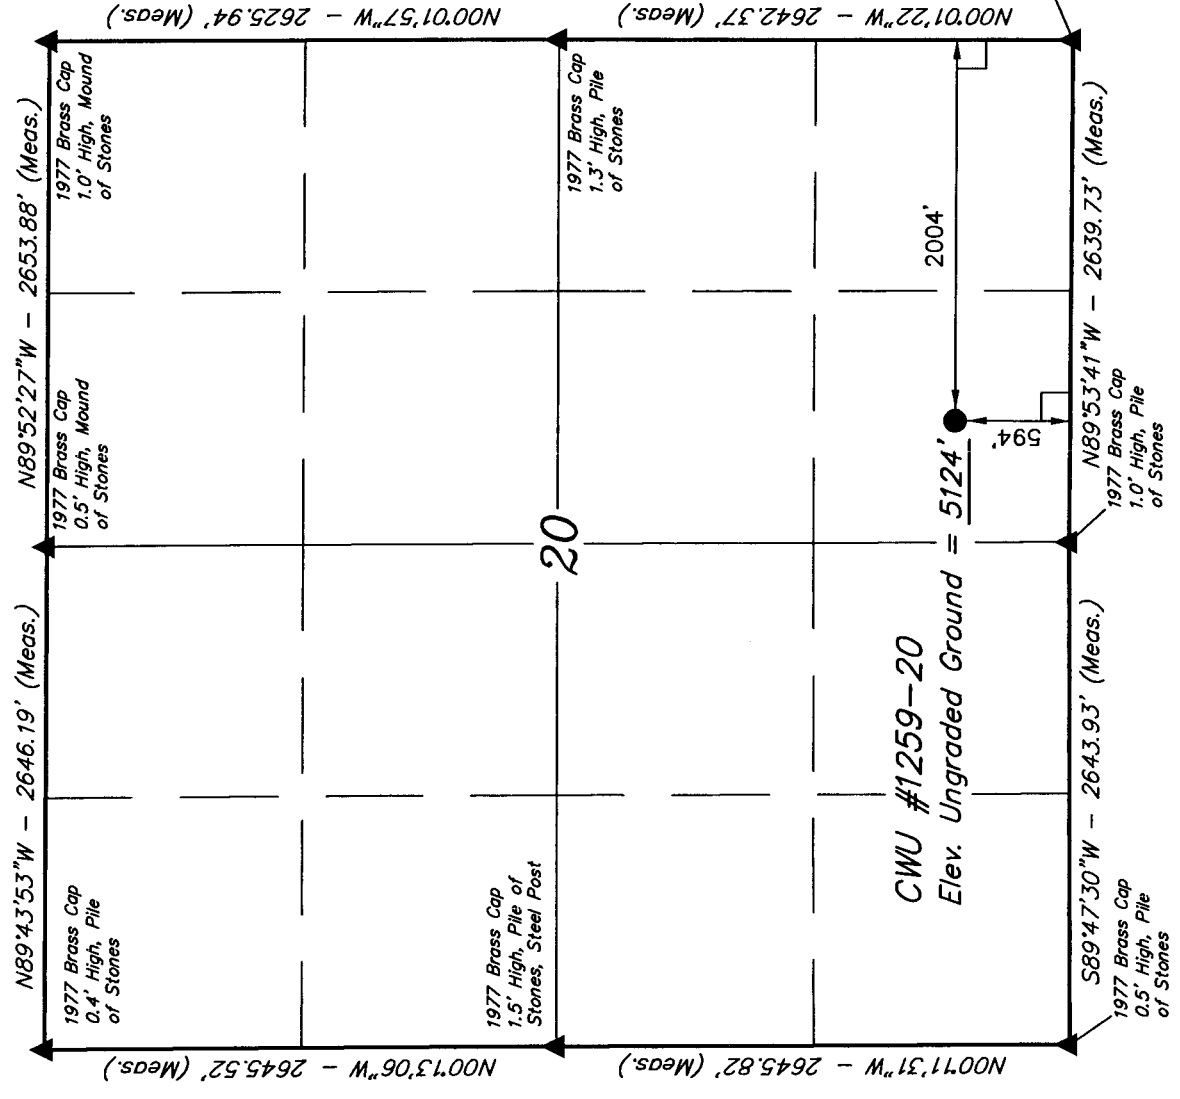 N89°43'53"W - 2646.19' (Meas.)
N89°52'27"W - 2653.88' (Meas.)
1977 Brass Cap
0.4' High, Pile
of Stones
1977 Brass Cap
0.5' High, Mound
of Stones
1977 Brass Cap
1.0' High, Mound
of Stones
N00°13'06"W - 2645.52' (Meas.)
N00°01'57"W - 2625.94' (Meas.)
1977 Brass Cap
1.5' High, Pile of
Stones, Steel Post
20
1977 Brass Cap
1.3' High, Pile
of Stones
N00°11'31"W - 2645.82' (Meas.)
N00°01'22"W - 2642.37' (Meas.)
CWU #1259-20
Elev. Ungraded Ground = 5124'
2004'
594'
S89°47'30"W - 2643.93' (Meas.)
N89°53'41"W - 2639.73' (Meas.)
1977 Brass Cap
0.5' High, Pile
of Stones
1977 Brass Cap
1.0' High, Pile
of Stones